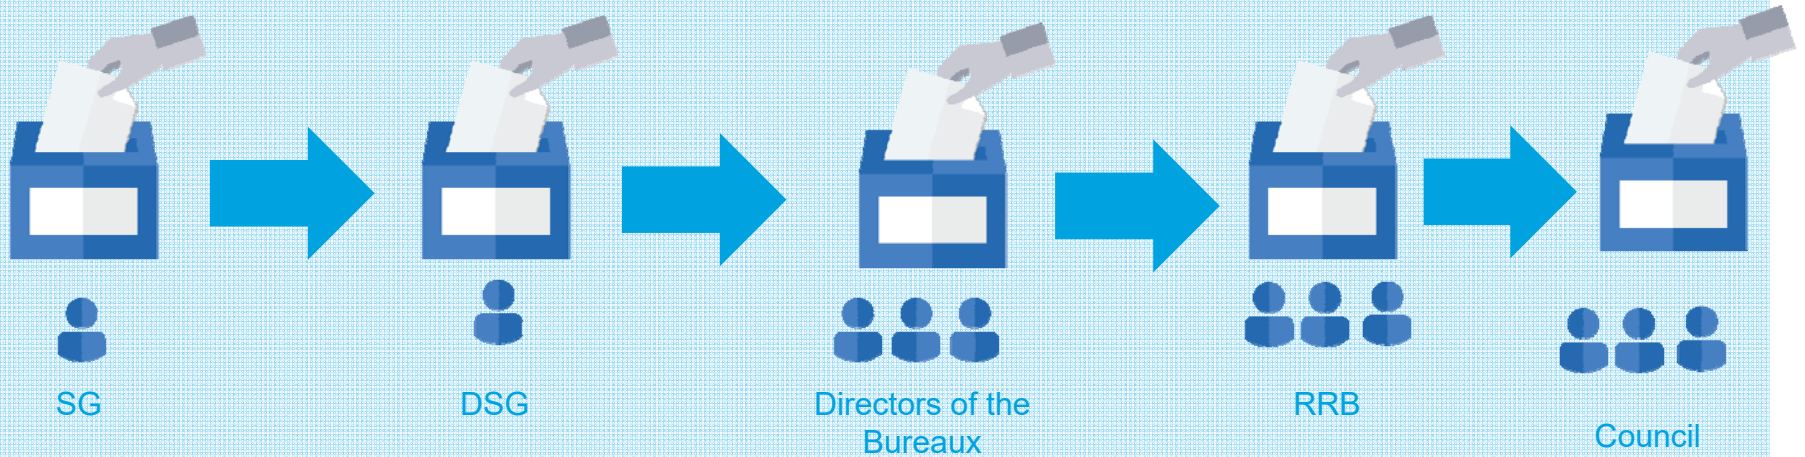 SG
DSG
Directors of the
Bureaux
RRB
Council